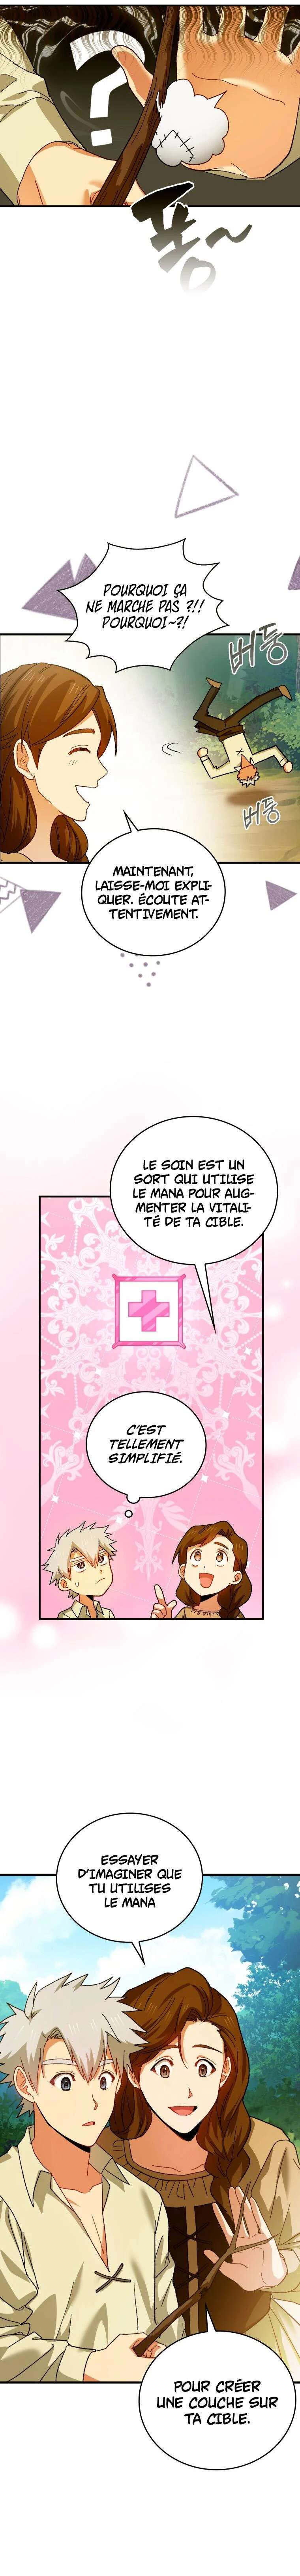 ?
퐁~
POURQUOI ÇA
NE MARCHE PAS ?!!
POURQUOI~?!
버둥
버둥
MAINTENANT,
LAISSE-MOI EXPLI-
QUER. ÉCOUTE AT-
TENTIVEMENT.
LE SOIN EST UN
SORT QUI UTILISE
LE MANA POUR AUG-
MENTER LA VITALI-
TÉ DE TA CIBLE.
C'EST
TELLEMENT
SIMPLIFIÉ.
ESSAYER
D'IMAGINER QUE
TU UTILISES
LE MANA
POUR CRÉER
UNE COUCHE SUR
TA CIBLE.